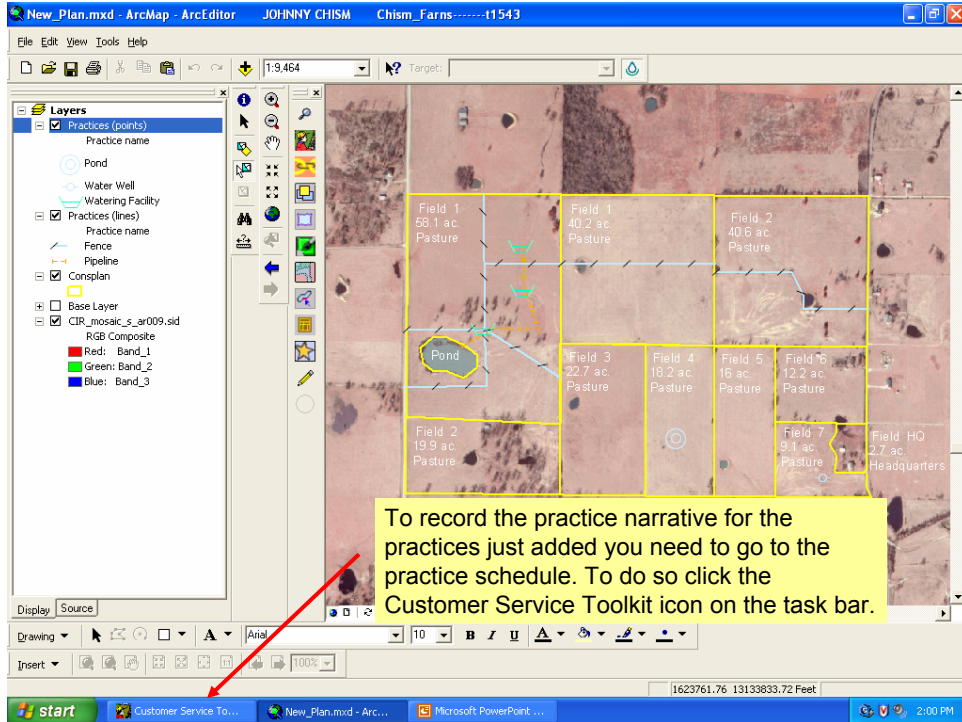 New_Plan.mxd - ArcMap - ArcEditor JOHNNY CHISM Chism_Farns-------t1543
File Edit View Tools Help
1:9,464 Target:
Layers
Practices (points)
Practice name
Pond
Water Well
Watering Facility
Practices (lines)
Practice name
Fence
Pipeline
Consplan
Base Layer
CIR_mosaic_s_ar009.sid
RGB Composite
Red: Band_1
Green: Band_2
Blue: Band_3
Field 1
58.1 ac.
Pasture
Field 1
40.2 ac.
Pasture
Field 2
40.6 ac.
Pasture
Pond
Field 3
22.7 ac.
Pasture
Field 4
18.2 ac.
Pasture
Field 5
16 ac.
Pasture
Field 6
12.2 ac.
Pasture
Field 2
19.9 ac.
Pasture
Field 7
9.1 ac.
Pasture
Field HQ
2.7 ac.
Headquarters
To record the practice narrative for the
practices just added you need to go to the
practice schedule. To do so click the
Customer Service Toolkit icon on the task bar.
Display Source
Drawing A Arial 10 B I U A
Insert 100%
1623761.76 13133833.72 Feet
start Customer Service To... New_Plan.mxd - Arc... Microsoft PowerPoint ... 2:00 PM